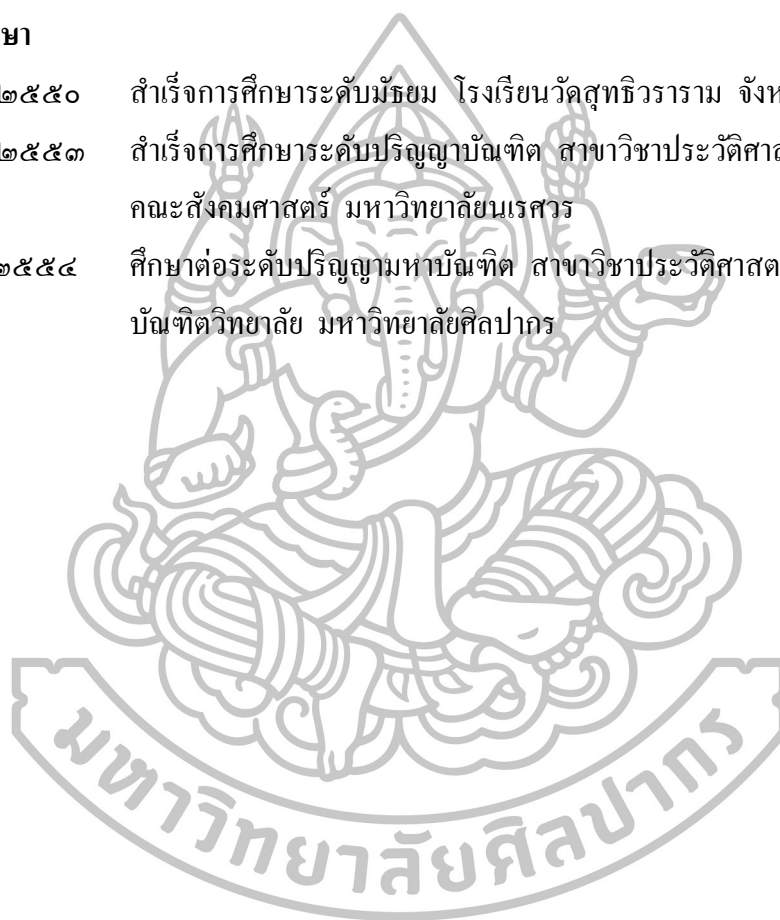 ษา
๒๕๕๐ สำเร็จการศึกษาระดับมัธยม โรงเรียนวัดสุทธิวราราม จังห
๒๕๕๓ สำเร็จการศึกษาระดับปริญญาบัณฑิต สาขาวิชาประวัติศาส
คณะสังคมศาสตร์ มหาวิทยาลัยนเรศวร
๒๕๕๔ ศึกษาต่อระดับปริญญามหาบัณฑิต สาขาวิชาประวัติศาสต
บัณฑิตวิทยาลัย มหาวิทยาลัยศิลปากร
มหาวิทยาลัยศิลปากร